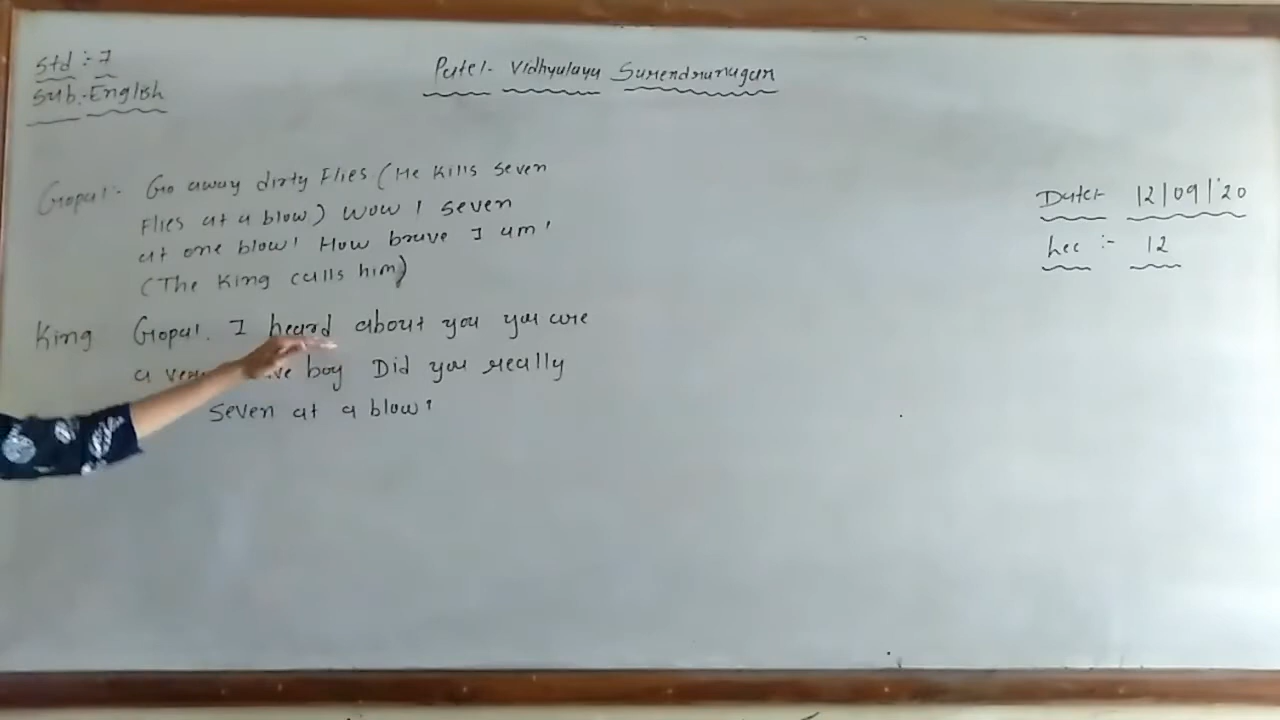 Std :- 7
Sub.-English
Patel- Vidhyalaya Surendranagar
Date:- 12/09/'20
Lec :- 12
Gopal:- Go away dirty Flies (He kills seven
Flies at a blow) Wow ! seven
at one blow! How brave I am!
(The King calls him)
King Gopal. I heard about you you are
a boy Did you really
seven at a blow?